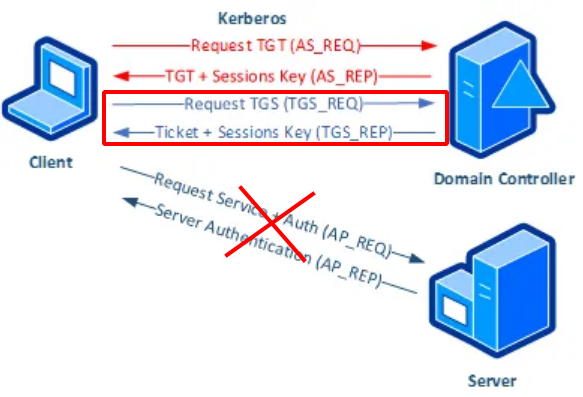 Kerberos
Request TGT (AS_REQ)
TGT + Sessions Key (AS_REP)
Request TGS (TGS_REQ)
Ticket + Sessions Key (TGS_REP)
Client
Domain Controller
Request Service + Auth (AP_REQ)
Server Authentication (AP_REP)
Server